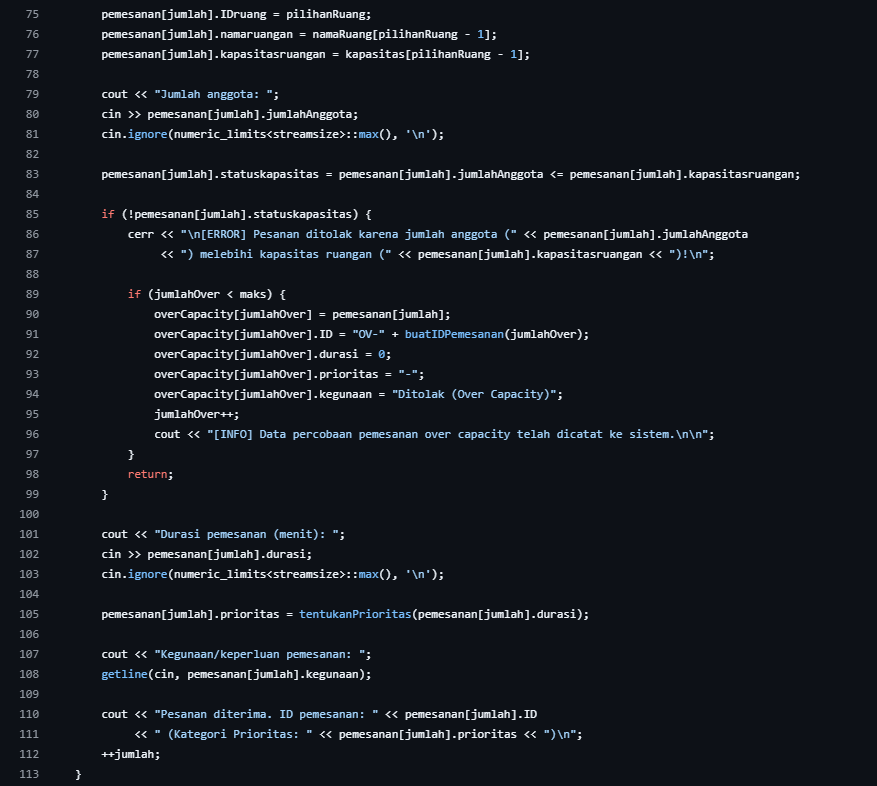 75 pemesanan[jumlah].IDruang = pilihanRuang;
76 pemesanan[jumlah].namaruangan = namaRuang[pilihanRuang - 1];
77 pemesanan[jumlah].kapasitasruangan = kapasitas[pilihanRuang - 1];
78
79 cout << "Jumlah anggota: ";
80 cin >> pemesanan[jumlah].jumlahAnggota;
81 cin.ignore(numeric_limits<streamsize>::max(), '\n');
82
83 pemesanan[jumlah].statuskapasitas = pemesanan[jumlah].jumlahAnggota <= pemesanan[jumlah].kapasitasruangan;
84
85 if (!pemesanan[jumlah].statuskapasitas) {
86 cerr << "\n[ERROR] Pesanan ditolak karena jumlah anggota (" << pemesanan[jumlah].jumlahAnggota
87 << ") melebihi kapasitas ruangan (" << pemesanan[jumlah].kapasitasruangan << ")!\n";
88
89 if (jumlahOver < maks) {
90 overCapacity[jumlahOver] = pemesanan[jumlah];
91 overCapacity[jumlahOver].ID = "OV-" + buatIDPemesanan(jumlahOver);
92 overCapacity[jumlahOver].durasi = 0;
93 overCapacity[jumlahOver].prioritas = "-";
94 overCapacity[jumlahOver].kegunaan = "Ditolak (Over Capacity)";
95 jumlahOver++;
96 cout << "[INFO] Data percobaan pemesanan over capacity telah dicatat ke sistem.\n\n";
97 }
98 return;
99 }
100
101 cout << "Durasi pemesanan (menit): ";
102 cin >> pemesanan[jumlah].durasi;
103 cin.ignore(numeric_limits<streamsize>::max(), '\n');
104
105 pemesanan[jumlah].prioritas = tentukanPrioritas(pemesanan[jumlah].durasi);
106
107 cout << "Kegunaan/keperluan pemesanan: ";
108 getline(cin, pemesanan[jumlah].kegunaan);
109
110 cout << "Pesanan diterima. ID pemesanan: " << pemesanan[jumlah].ID
111 << " (Kategori Prioritas: " << pemesanan[jumlah].prioritas << ")\n";
112 ++jumlah;
113 }